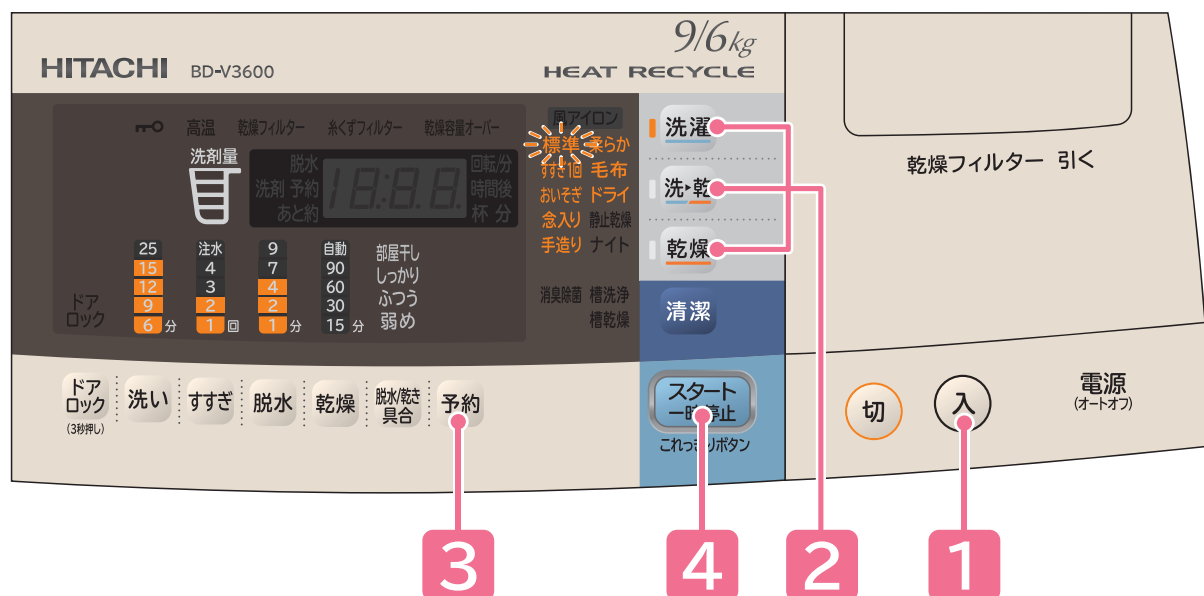 9/6kg
HITACHI BD-V3600
HEAT RECYCLE
高温 乾燥フィルター 糸くずフィルター 乾燥容量オーバー
洗剤量
脱水
洗剤 予約
あと約
18:8.8.
回転/分
時間後
杯 分
風アイロン
標準 柔らか
すすぎ1回 毛布
おいそぎ ドライ
念入り 静止乾燥
手造り ナイト
消臭除菌 槽洗浄
槽乾燥
25
15
12
9
6 分
注水
4
3
2
1 回
9
7
4
2
1 分
自動
90
60
30
15 分
部屋干し
しっかり
ふつう
弱め
ドア
ロック
洗濯
洗▶乾
乾燥
清潔
乾燥フィルター 引く
ドア
ロック
(3秒押し)
洗い
すすぎ
脱水
乾燥
脱水/乾き
具合
予約
スタート
一時停止
これっきりボタン
切
入
電源
(オートオフ)
3
4
2
1